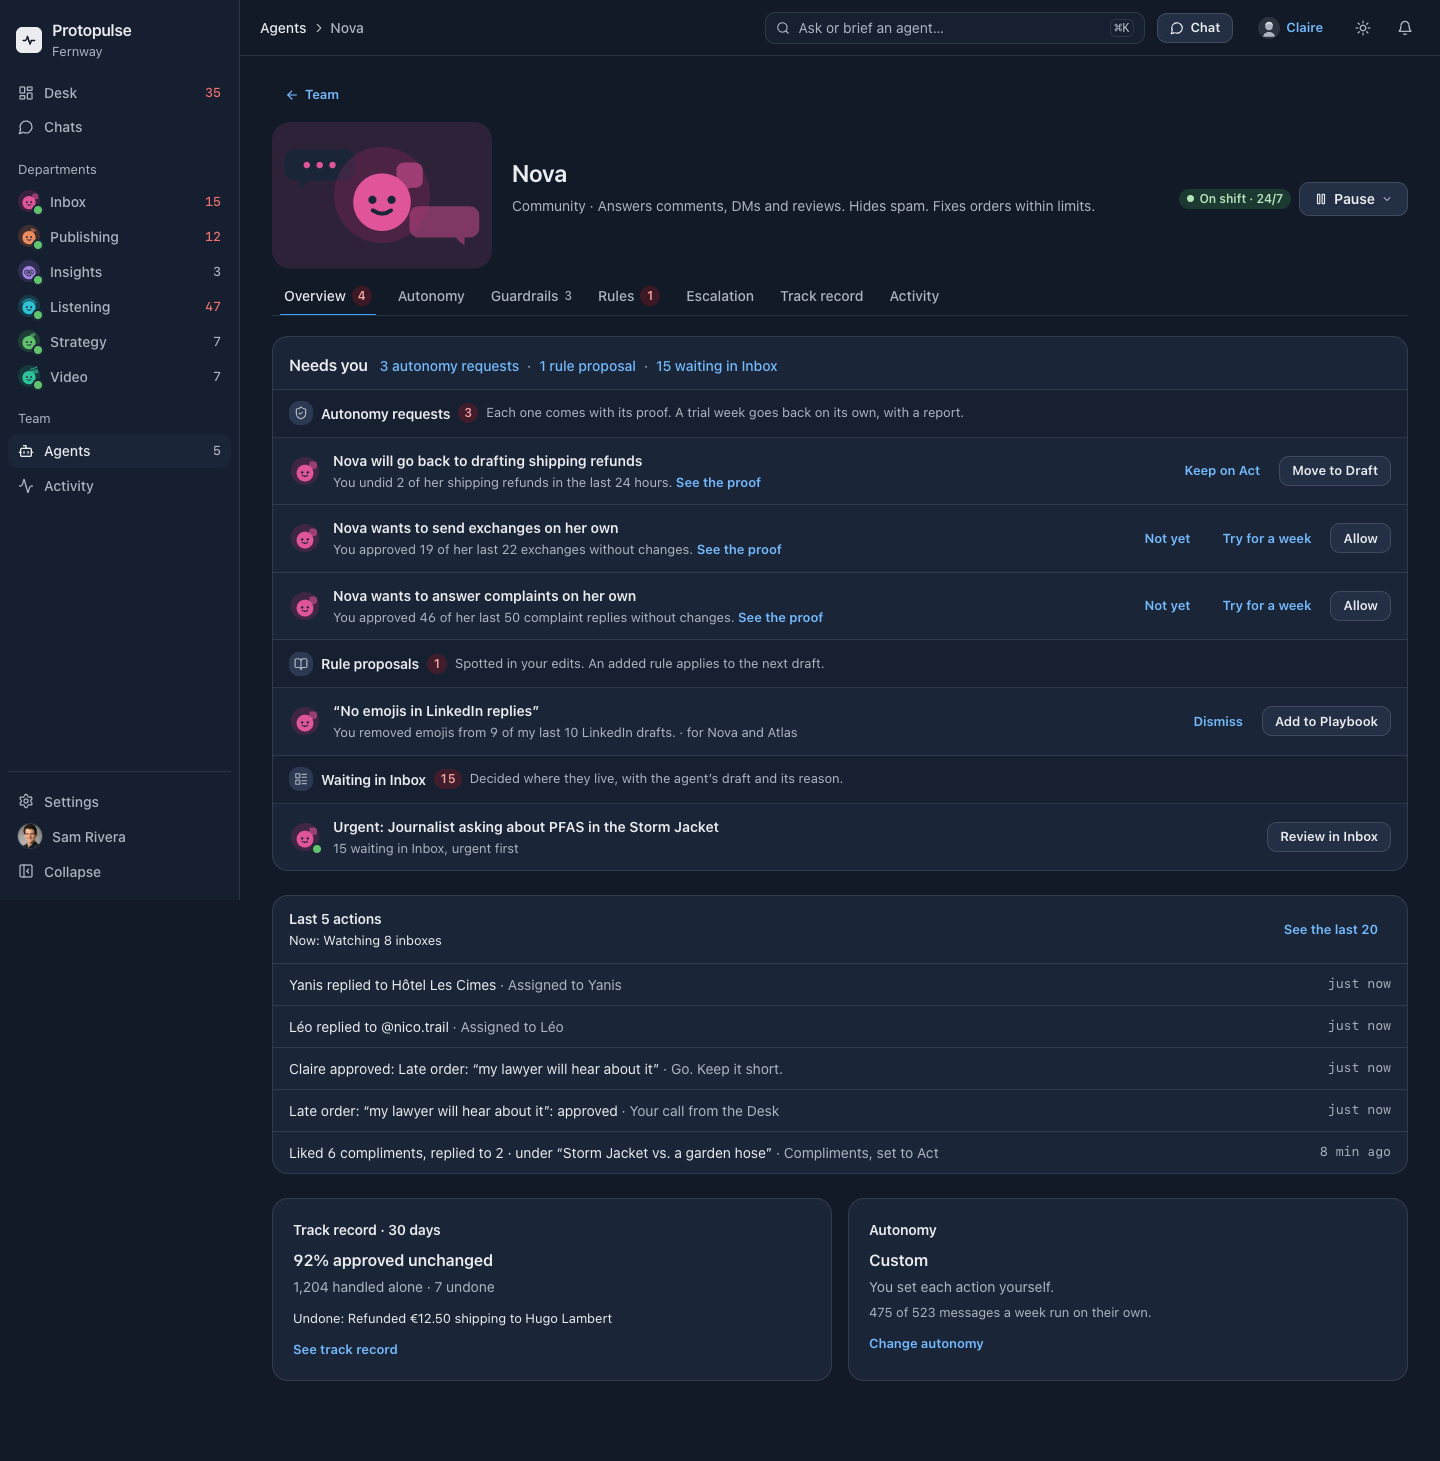 Protopulse
Fernway
Desk 35
Chats
Departments
Inbox 15
Publishing 12
Insights 3
Listening 47
Strategy 7
Video 7
Team
Agents 5
Activity
Settings
Sam Rivera
Collapse
Agents > Nova
Ask or brief an agent… ⌘K
Chat
Claire
← Team
Nova
Community · Answers comments, DMs and reviews. Hides spam. Fixes orders within limits.
On shift · 24/7
Pause
Overview 4 Autonomy Guardrails 3 Rules 1 Escalation Track record Activity
Needs you 3 autonomy requests · 1 rule proposal · 15 waiting in Inbox
Autonomy requests 3 Each one comes with its proof. A trial week goes back on its own, with a report.
Nova will go back to drafting shipping refunds
You undid 2 of her shipping refunds in the last 24 hours. See the proof
Keep on Act Move to Draft
Nova wants to send exchanges on her own
You approved 19 of her last 22 exchanges without changes. See the proof
Not yet Try for a week Allow
Nova wants to answer complaints on her own
You approved 46 of her last 50 complaint replies without changes. See the proof
Not yet Try for a week Allow
Rule proposals 1 Spotted in your edits. An added rule applies to the next draft.
“No emojis in LinkedIn replies”
You removed emojis from 9 of my last 10 LinkedIn drafts. · for Nova and Atlas
Dismiss Add to Playbook
Waiting in Inbox 15 Decided where they live, with the agent's draft and its reason.
Urgent: Journalist asking about PFAS in the Storm Jacket
15 waiting in Inbox, urgent first
Review in Inbox
Last 5 actions
Now: Watching 8 inboxes
See the last 20
Yanis replied to Hôtel Les Cimes · Assigned to Yanis just now
Léo replied to @nico.trail · Assigned to Léo just now
Claire approved: Late order: “my lawyer will hear about it” · Go. Keep it short. just now
Late order: “my lawyer will hear about it”: approved · Your call from the Desk just now
Liked 6 compliments, replied to 2 · under “Storm Jacket vs. a garden hose” · Compliments, set to Act 8 min ago
Track record · 30 days
92% approved unchanged
1,204 handled alone · 7 undone
Undone: Refunded €12.50 shipping to Hugo Lambert
See track record
Autonomy
Custom
You set each action yourself.
475 of 523 messages a week run on their own.
Change autonomy